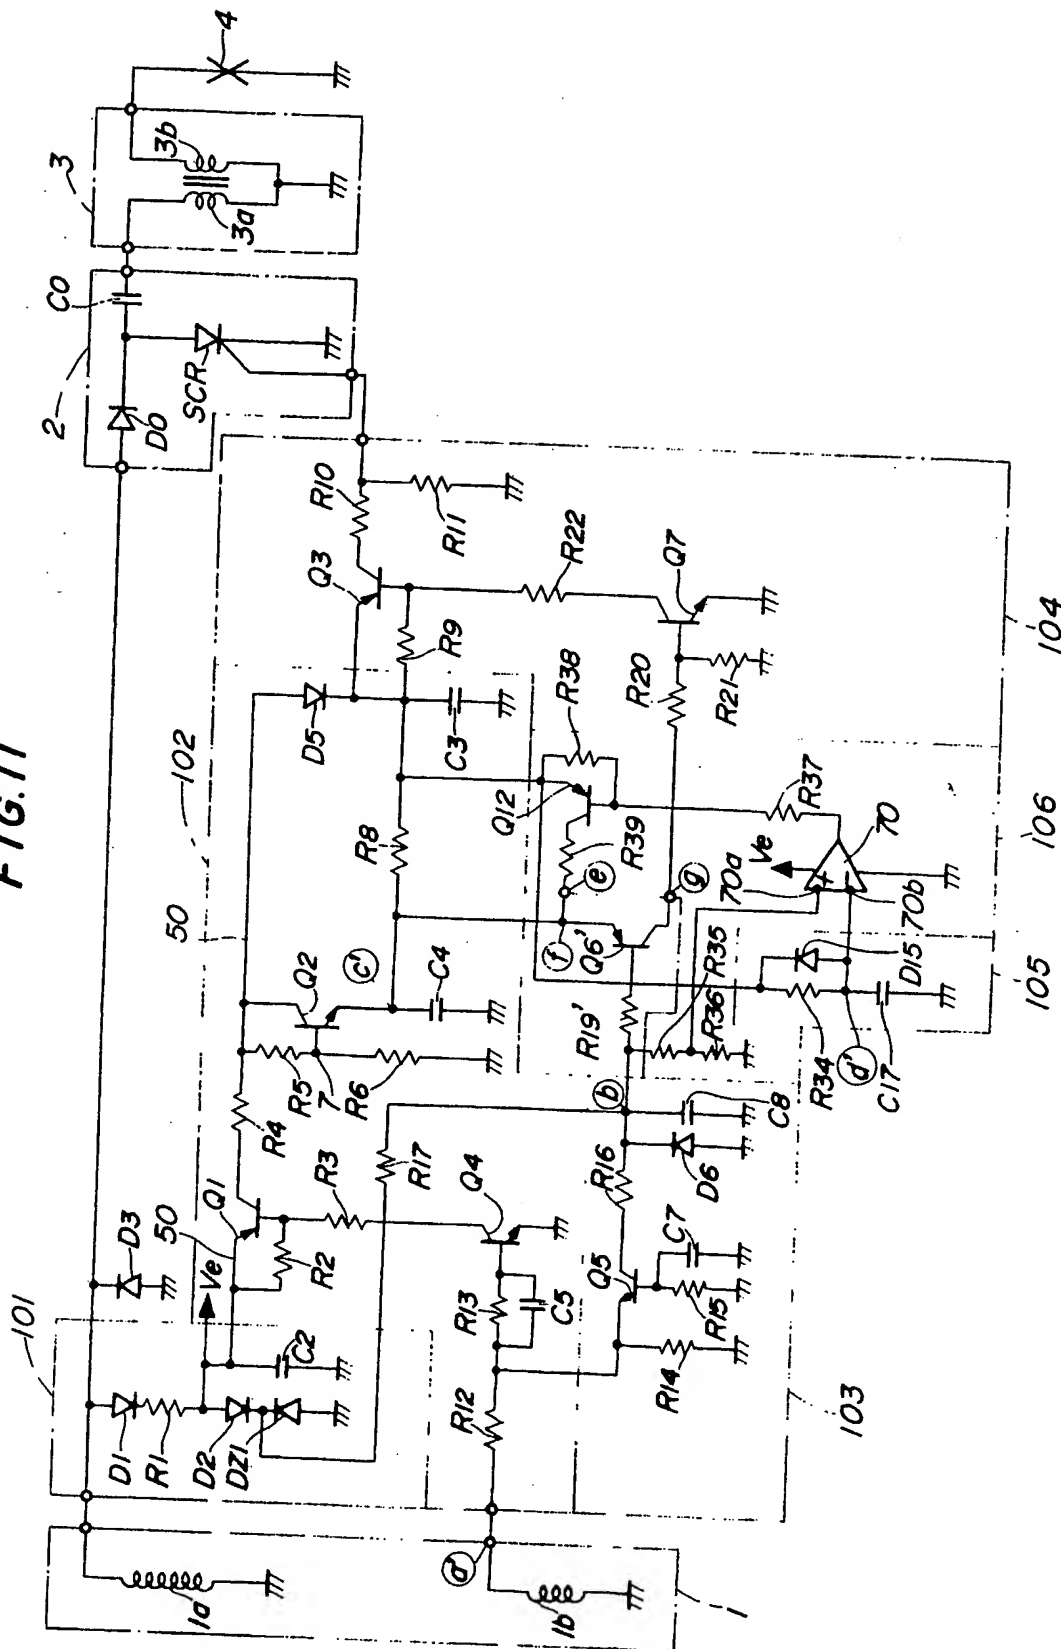 FIG. 11
4
3
3b
3a
2
C0
D0
SCR
R10
R11
Q3
R9
R22
Q7
104
102
50
D5
C3
R38
R20
R21
Q12
R39
R37
106
R8
e
g
70a
Ve
70
70b
c'
Q2
C4
f
Q6'
R35
D15
105
R5
7
R6
R19'
R36
R34
d'
C17
R4
b
C8
D3
50
Ve
Q1
R2
R3
R17
Q4
R16
D6
Q5
C7
101
D1
R1
D2
DZ1
C2
R13
C5
R15
R12
R14
103
a'
1a
1b
1